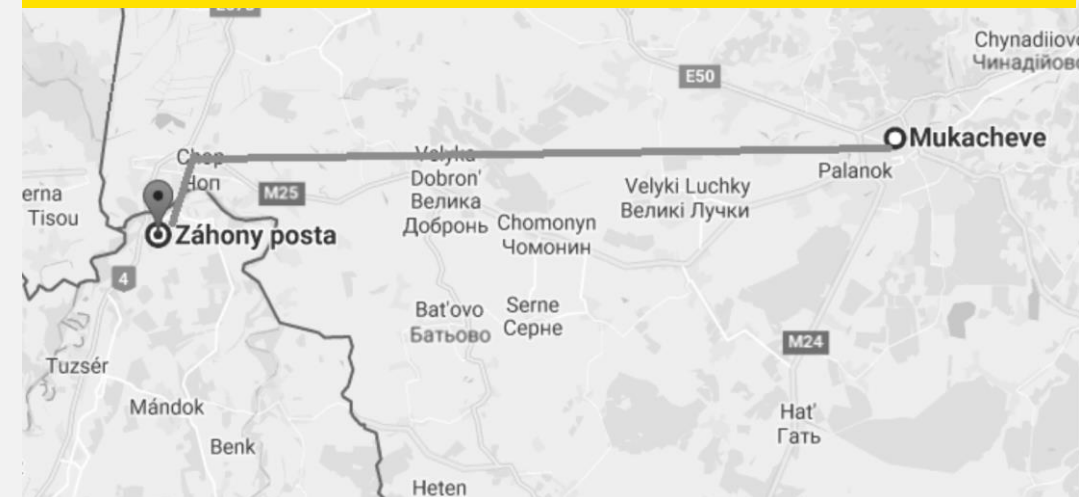 Chynadiiovo
Чинадійово
E50
Mukacheve
Chop
Чоп
Velyka
Dobron'
Велика
Добронь
Palanok
erna
Tisou
M25
Velyki Luchky
Великі Лучки
Chomonyn
Чомонин
Záhony posta
4
Bat'ovo
Батьово
Serne
Серне
M24
Tuzsér
Mándok
Hat'
Гать
Benk
Heten